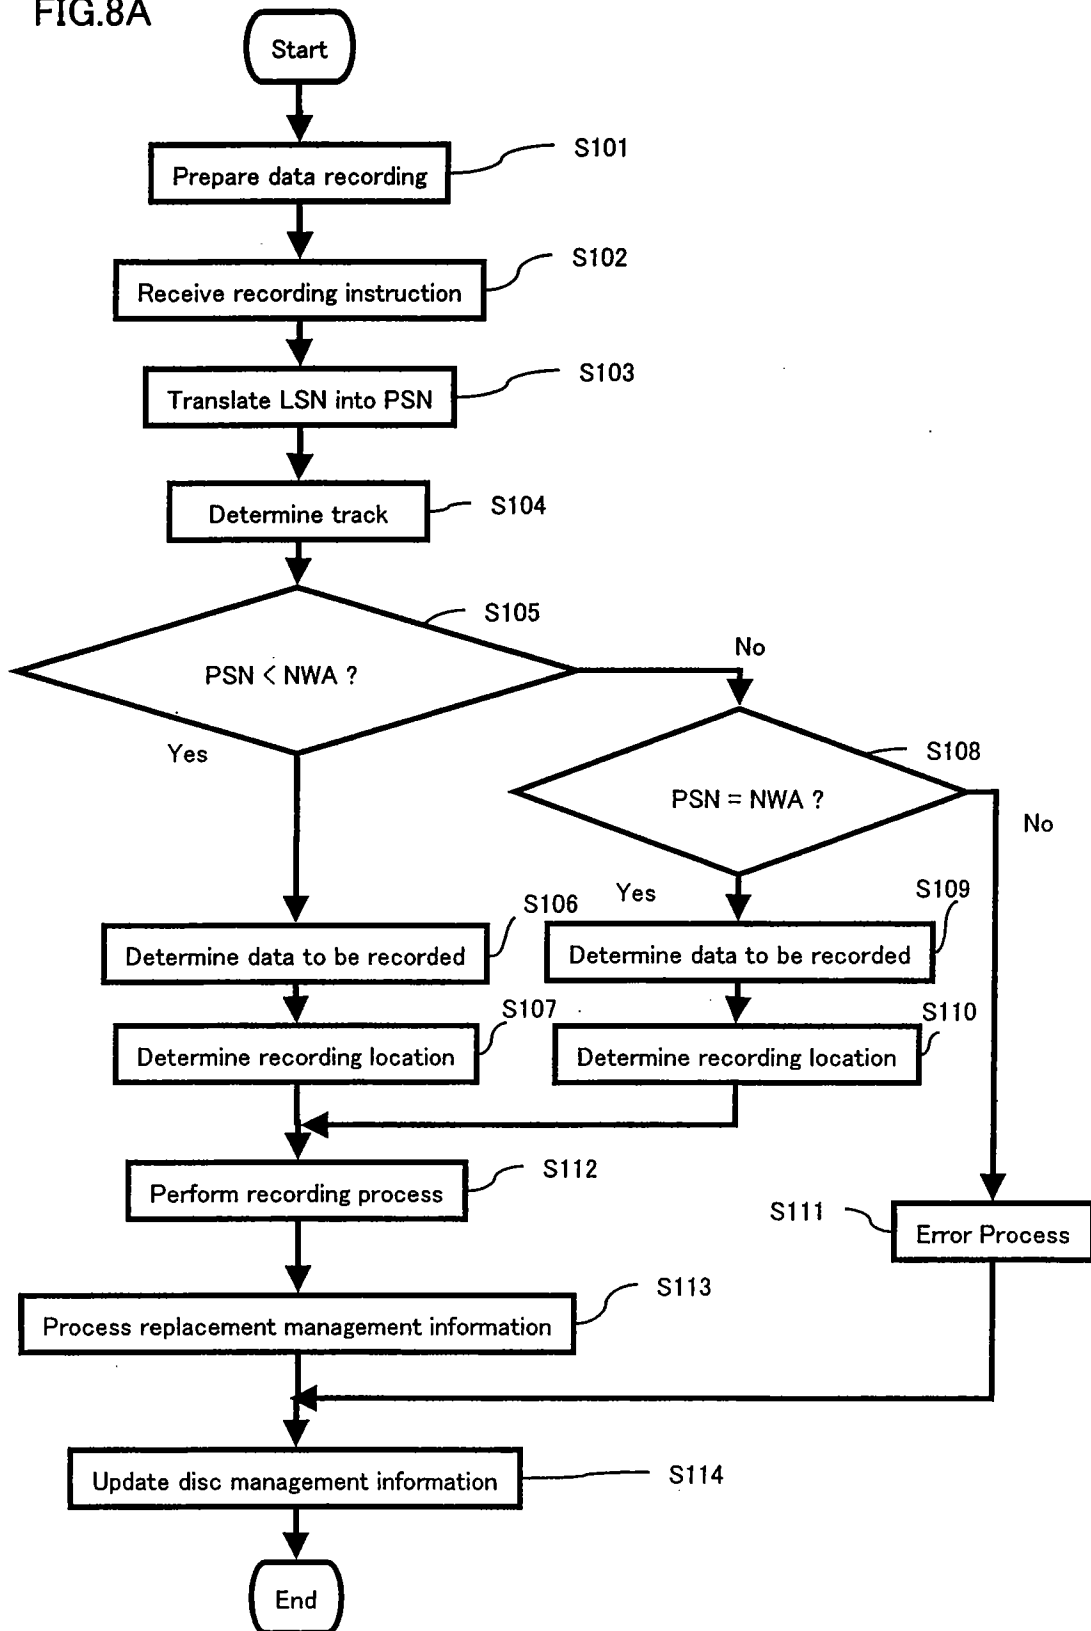 FIG.8A
Start
Prepare data recording
S101
Receive recording instruction
S102
Translate LSN into PSN
S103
Determine track
S104
PSN < NWA ?
S105
No
Yes
PSN = NWA ?
S108
No
Yes
Determine data to be recorded
S106
Determine data to be recorded
S109
Determine recording location
S107
Determine recording location
S110
Perform recording process
S112
S111
Error Process
Process replacement management information
S113
Update disc management information
S114
End